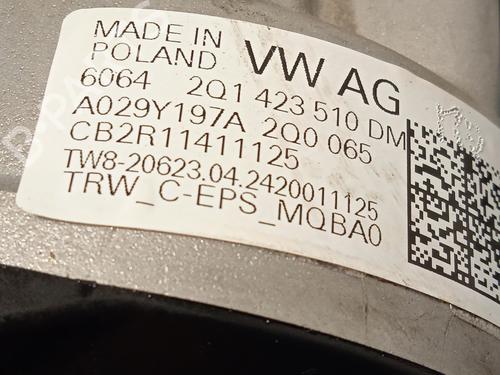 MADE IN
POLAND VW AG
6064 2Q1 423 510 DM
A029Y197A 2Q0 065
CB2R11411125
TW8-20623.04.2420011125
TRW_C-EPS_MQBA0